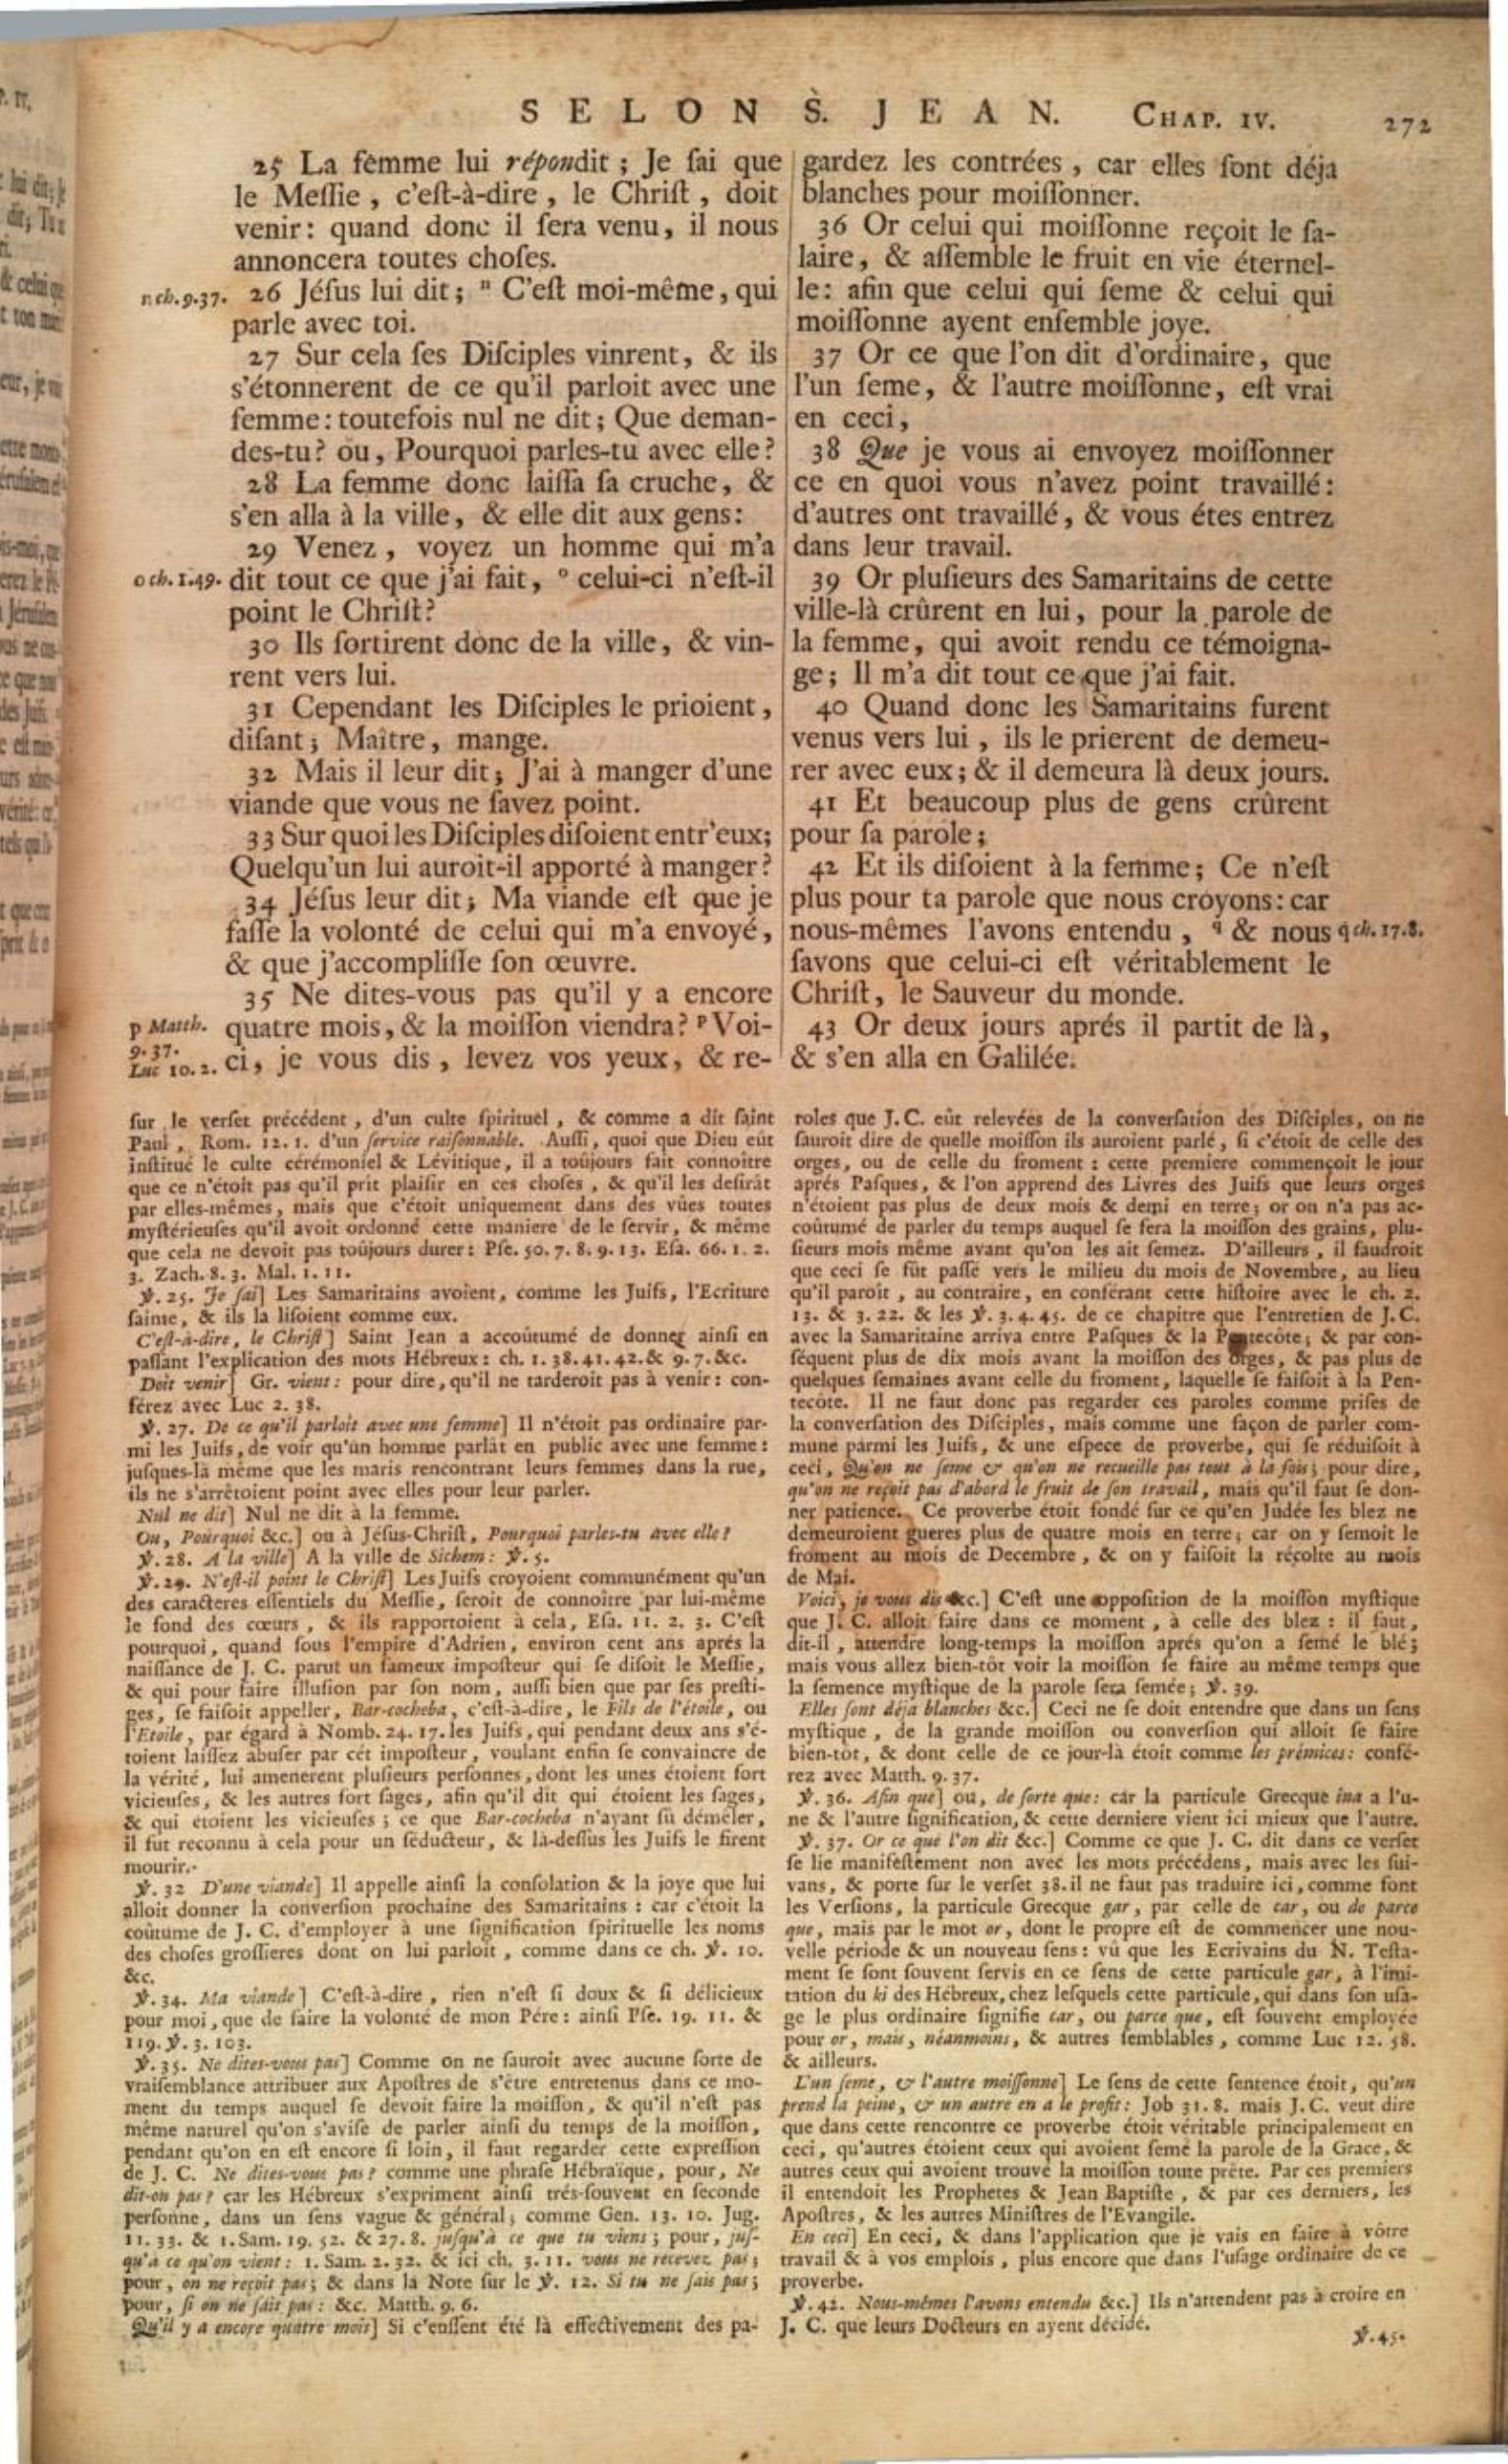 SELON S. JEAN. CHAP. IV. 272
25 La femme lui répondit ; Je ſai que
le Meſſie , c'eſt-à-dire , le Chriſt , doit
venir: quand donc il ſera venu, il nous
annoncera toutes choſes.
n ch. 9.37. 26 Jéſus lui dit ; ⁿ C'eſt moi-même, qui
parle avec toi.
27 Sur cela ſes Diſciples vinrent, & ils
s'étonnerent de ce qu'il parloit avec une
femme: toutefois nul ne dit ; Que deman-
des-tu? ou, Pourquoi parles-tu avec elle?
28 La femme donc laiſſa ſa cruche, &
s'en alla à la ville, & elle dit aux gens:
29 Venez , voyez un homme qui m'a
o ch. 1.49. dit tout ce que j'ai fait, ᵒ celui-ci n'eſt-il
point le Chriſt?
30 Ils ſortirent donc de la ville, & vin-
rent vers lui.
31 Cependant les Diſciples le prioient ,
diſant ; Maître, mange.
32 Mais il leur dit ; J'ai à manger d'une
viande que vous ne ſavez point.
33 Sur quoi les Diſciples diſoient entr'eux;
Quelqu'un lui auroit-il apporté à manger?
34 Jéſus leur dit ; Ma viande eſt que je
faſſe la volonté de celui qui m'a envoyé ,
& que j'accompliſſe ſon œuvre.
35 Ne dites-vous pas qu'il y a encore
p Matth. 9.37. Luc 10.2. quatre mois, & la moiſſon viendra? ᵖ Voi-
ci, je vous dis , levez vos yeux, & re-
gardez les contrées , car elles ſont déja
blanches pour moiſſonner.
36 Or celui qui moiſſonne reçoit le ſa-
laire, & aſſemble le fruit en vie éternel-
le: afin que celui qui ſeme & celui qui
moiſſonne ayent enſemble joye.
37 Or ce que l'on dit d'ordinaire, que
l'un ſeme, & l'autre moiſſonne, eſt vrai
en ceci ,
38 Que je vous ai envoyez moiſſonner
ce en quoi vous n'avez point travaillé:
d'autres ont travaillé, & vous étes entrez
dans leur travail.
39 Or pluſieurs des Samaritains de cette
ville-là crûrent en lui, pour la parole de
la femme, qui avoit rendu ce témoigna-
ge; Il m'a dit tout ce que j'ai fait.
40 Quand donc les Samaritains furent
venus vers lui , ils le prierent de demeu-
rer avec eux; & il demeura là deux jours.
41 Et beaucoup plus de gens crûrent
pour ſa parole;
42 Et ils diſoient à la femme; Ce n'eſt
plus pour ta parole que nous croyons: car
nous-mêmes l'avons entendu , ᑫ & nous q ch. 17.8.
ſavons que celui-ci eſt véritablement le
Chriſt, le Sauveur du monde.
43 Or deux jours aprés il partit de là,
& s'en alla en Galilée.
ſur le verſet précédent , d'un culte ſpirituel , & comme a dit ſaint
Paul , Rom. 12. 1. d'un ſervice raiſonnable. Auſſi, quoi que Dieu eût
inſtitué le culte cérémoniel & Lévitique, il a toûjours fait connoître
que ce n'étoit pas qu'il prît plaiſir en ces choſes , & qu'il les deſirât
par elles-mêmes, mais que c'étoit uniquement dans des vûes toutes
myſtérieuſes qu'il avoit ordonné cette maniere de le ſervir, & même
que cela ne devoit pas toûjours durer: Pſe. 50. 7. 8. 9. 13. Eſa. 66. 1. 2.
3. Zach. 8. 3. Mal. 1. 11.
℣. 25. Je ſai] Les Samaritains avoient, comme les Juifs, l'Ecriture
ſainte, & ils la liſoient comme eux.
C'eſt-à-dire, le Chriſt] Saint Jean a accoûtumé de donner ainſi en
paſſant l'explication des mots Hébreux: ch. 1. 38. 41. 42. & 9. 7. &c.
Doit venir] Gr. vient: pour dire, qu'il ne tarderoit pas à venir: con-
férez avec Luc 2. 38.
℣. 27. De ce qu'il parloit avec une femme] Il n'étoit pas ordinaire par-
mi les Juifs, de voir qu'un homme parlât en public avec une femme:
juſques-là même que les maris rencontrant leurs femmes dans la rue,
ils ne s'arrêtoient point avec elles pour leur parler.
Nul ne dit] Nul ne dit à la femme.
Ou, Pourquoi &c.] ou à Jéſus-Chriſt, Pourquoi parles-tu avec elle?
℣. 28. A la ville] A la ville de Sichem: ℣. 5.
℣. 29. N'eſt-il point le Chriſt] Les Juifs croyoient communément qu'un
des caracteres eſſentiels du Meſſie, ſeroit de connoître par lui-même
le fond des cœurs, & ils rapportoient à cela, Eſa. 11. 2. 3. C'eſt
pourquoi, quand ſous l'empire d'Adrien, environ cent ans aprés la
naiſſance de J. C. parut un fameux impoſteur qui ſe diſoit le Meſſie,
& qui pour faire illuſion par ſon nom, auſſi bien que par ſes preſti-
ges, ſe faiſoit appeller, Bar-cocheba, c'eſt-à-dire, le Fils de l'étoile, ou
l'Etoile, par égard à Nomb. 24. 17. les Juifs, qui pendant deux ans s'é-
toient laiſſez abuſer par cét impoſteur, voulant enfin ſe convaincre de
la vérité, lui amenerent pluſieurs perſonnes, dont les unes étoient fort
vicieuſes, & les autres fort ſages, afin qu'il dît qui étoient les ſages,
& qui étoient les vicieuſes ; ce que Bar-cocheba n'ayant ſû démêler,
il fut reconnu à cela pour un ſéducteur, & là-deſſus les Juifs le firent
mourir.
℣. 32 D'une viande] Il appelle ainſi la conſolation & la joye que lui
alloit donner la converſion prochaine des Samaritains : car c'étoit la
coûtume de J. C. d'employer à une ſignification ſpirituelle les noms
des choſes groſſieres dont on lui parloit , comme dans ce ch. ℣. 10.
&c.
℣. 34. Ma viande] C'eſt-à-dire , rien n'eſt ſi doux & ſi délicieux
pour moi, que de faire la volonté de mon Pére: ainſi Pſe. 19. 11. &
119. ℣. 3. 103.
℣. 35. Ne dites-vous pas] Comme on ne ſauroit avec aucune ſorte de
vraiſemblance attribuer aux Apoſtres de s'être entretenus dans ce mo-
ment du temps auquel ſe devoit faire la moiſſon, & qu'il n'eſt pas
même naturel qu'on s'aviſe de parler ainſi du temps de la moiſſon,
pendant qu'on en eſt encore ſi loin, il faut regarder cette expreſſion
de J. C. Ne dites-vous pas? comme une phraſe Hébraïque, pour, Ne
dit-on pas? car les Hébreux s'expriment ainſi trés-ſouvent en ſeconde
perſonne, dans un ſens vague & général; comme Gen. 13. 10. Jug.
11. 33. & 1. Sam. 19. 52. & 27. 8. juſqu'à ce que tu viens ; pour, juſ-
qu'à ce qu'on vient: 1. Sam. 2. 32. & ici ch. 3. 11. vous ne recevez pas;
pour, on ne reçoit pas; & dans la Note ſur le ℣. 12. Si tu ne ſais pas;
pour, ſi on ne ſait pas: &c. Matth. 9. 6.
Qu'il y a encore quatre mois] Si c'euſſent été là effectivement des pa-
roles que J. C. eût relevées de la converſation des Diſciples, on ne
ſauroit dire de quelle moiſſon ils auroient parlé, ſi c'étoit de celle des
orges, ou de celle du froment : cette premiere commençoit le jour
aprés Paſques, & l'on apprend des Livres des Juifs que leurs orges
n'étoient pas plus de deux mois & demi en terre; or on n'a pas ac-
coûtumé de parler du temps auquel ſe fera la moiſſon des grains, plu-
ſieurs mois même avant qu'on les ait ſemez. D'ailleurs , il faudroit
que ceci ſe fût paſſé vers le milieu du mois de Novembre, au lieu
qu'il paroît , au contraire, en conférant cette hiſtoire avec le ch. 2.
13. & 3. 22. & les ℣. 3. 4. 45. de ce chapitre que l'entretien de J. C.
avec la Samaritaine arriva entre Paſques & la Pentecôte; & par con-
ſéquent plus de dix mois avant la moiſſon des orges, & pas plus de
quelques ſemaines avant celle du froment, laquelle ſe faiſoit à la Pen-
tecôte. Il ne faut donc pas regarder ces paroles comme priſes de
la converſation des Diſciples, mais comme une façon de parler com-
mune parmi les Juifs, & une eſpece de proverbe, qui ſe réduiſoit à
ceci, Qu'on ne ſeme & qu'on ne recueille pas tout à la fois; pour dire,
qu'on ne reçoit pas d'abord le fruit de ſon travail, mais qu'il faut ſe don-
ner patience. Ce proverbe étoit fondé ſur ce qu'en Judée les blez ne
demeuroient gueres plus de quatre mois en terre; car on y ſemoit le
froment au mois de Decembre, & on y faiſoit la récolte au mois
de Mai.
Voici, je vous dis &c.] C'eſt une oppoſition de la moiſſon myſtique
que J. C. alloit faire dans ce moment , à celle des blez : il faut,
dit-il , attendre long-temps la moiſſon aprés qu'on a ſemé le blé;
mais vous allez bien-tôt voir la moiſſon ſe faire au même temps que
la ſemence myſtique de la parole ſera ſemée; ℣. 39.
Elles ſont déja blanches &c.] Ceci ne ſe doit entendre que dans un ſens
myſtique , de la grande moiſſon ou converſion qui alloit ſe faire
bien-tôt, & dont celle de ce jour-là étoit comme les prémices: confé-
rez avec Matth. 9. 37.
℣. 36. Afin que] ou, de ſorte que: car la particule Grecque ina a l'u-
ne & l'autre ſignification, & cette derniere vient ici mieux que l'autre.
℣. 37. Or ce que l'on dit &c.] Comme ce que J. C. dit dans ce verſet
ſe lie manifeſtement non avec les mots précédens, mais avec les ſui-
vans, & porte ſur le verſet 38. il ne faut pas traduire ici, comme font
les Verſions, la particule Grecque gar, par celle de car, ou de parce
que, mais par le mot or, dont le propre eſt de commencer une nou-
velle période & un nouveau ſens: vû que les Ecrivains du N. Teſta-
ment ſe ſont ſouvent ſervis en ce ſens de cette particule gar, à l'imi-
tation du ki des Hébreux, chez leſquels cette particule, qui dans ſon uſa-
ge le plus ordinaire ſignifie car, ou parce que, eſt ſouvent employée
pour or, mais, néanmoins, & autres ſemblables , comme Luc 12. 58.
& ailleurs.
L'un ſeme, & l'autre moiſſonne] Le ſens de cette ſentence étoit, qu'un
prend la peine, & un autre en a le profit: Job 31. 8. mais J. C. veut dire
que dans cette rencontre ce proverbe étoit véritable principalement en
ceci, qu'autres étoient ceux qui avoient ſemé la parole de la Grace, &
autres ceux qui avoient trouvé la moiſſon toute prête. Par ces premiers
il entendoit les Prophetes & Jean Baptiſte , & par ces derniers, les
Apoſtres, & les autres Miniſtres de l'Evangile.
En ceci] En ceci, & dans l'application que je vais en faire à vôtre
travail & à vos emplois , plus encore que dans l'uſage ordinaire de ce
proverbe.
℣. 42. Nous-mêmes l'avons entendu &c.] Ils n'attendent pas à croire en
J. C. que leurs Docteurs en ayent décidé.
℣. 45.